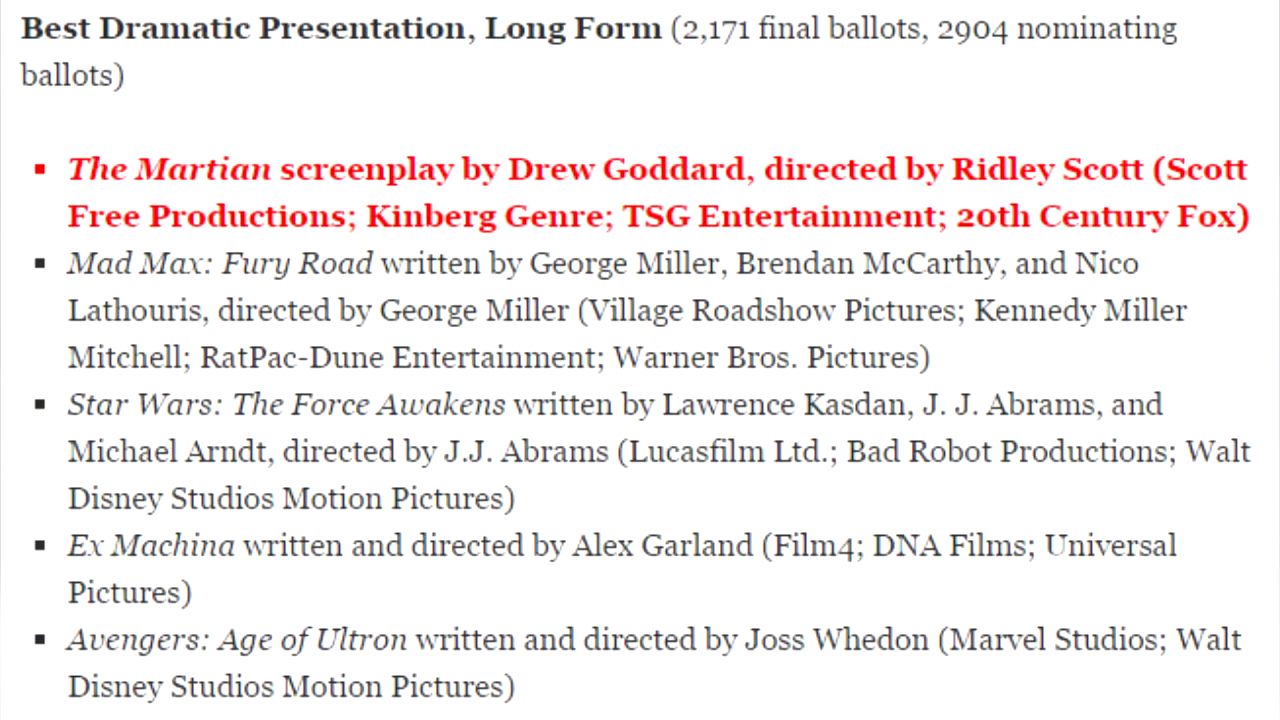 Best Dramatic Presentation, Long Form (2,171 final ballots, 2904 nominating
ballots)
▪ The Martian screenplay by Drew Goddard, directed by Ridley Scott (Scott
Free Productions; Kinberg Genre; TSG Entertainment; 20th Century Fox)
▪ Mad Max: Fury Road written by George Miller, Brendan McCarthy, and Nico
Lathouris, directed by George Miller (Village Roadshow Pictures; Kennedy Miller
Mitchell; RatPac-Dune Entertainment; Warner Bros. Pictures)
▪ Star Wars: The Force Awakens written by Lawrence Kasdan, J. J. Abrams, and
Michael Arndt, directed by J.J. Abrams (Lucasfilm Ltd.; Bad Robot Productions; Walt
Disney Studios Motion Pictures)
▪ Ex Machina written and directed by Alex Garland (Film4; DNA Films; Universal
Pictures)
▪ Avengers: Age of Ultron written and directed by Joss Whedon (Marvel Studios; Walt
Disney Studios Motion Pictures)